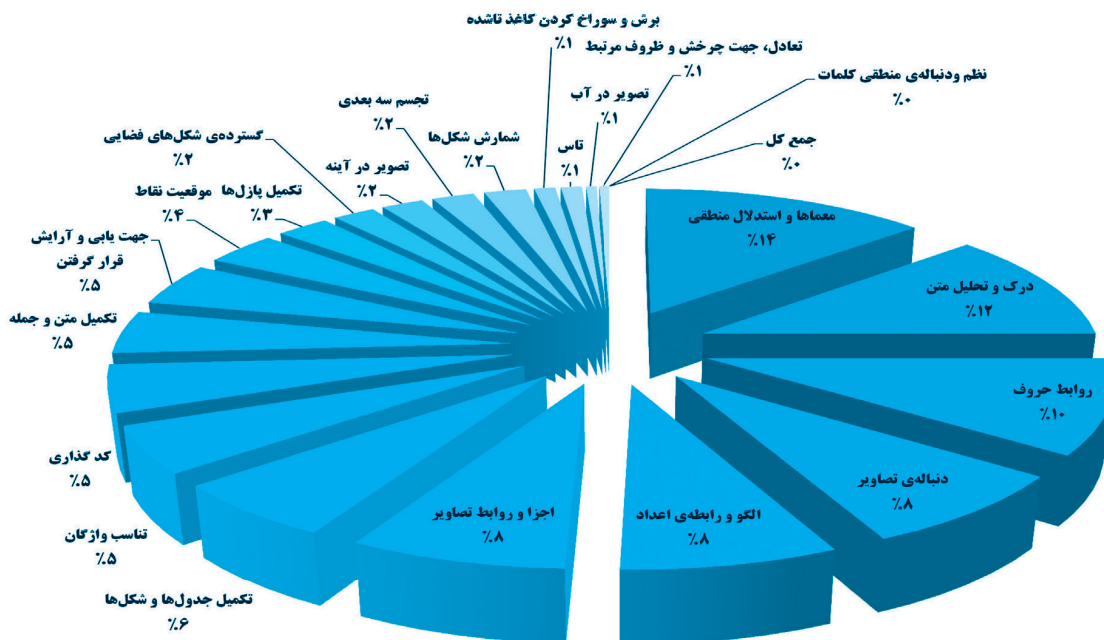 برش و سوراخ کردن کاغذ تاشده
٪۱
تعادل، جهت چرخش و ظروف مرتبط
٪۱
نظم ودنباله‌ی منطقی کلمات
٪۰
تجسم سه بعدی
٪۲
تصویر در آب
٪۱
جمع کل
٪۰
گسترده‌ی شکل‌های فضایی
٪۲
شمارش شکل‌ها
٪۲
تاس
٪۱
تصویر در آینه
٪۲
تکمیل پازل‌ها
٪۳
موقعیت نقاط
٪۴
معماها و استدلال منطقی
٪۱۴
جهت یابی و آرایش
قرار گرفتن
٪۵
درک و تحلیل متن
٪۱۲
تکمیل متن و جمله
٪۵
روابط حروف
٪۱۰
کد گذاری
٪۵
دنباله‌ی تصاویر
٪۸
الگو و رابطه‌ی اعداد
٪۸
اجزا و روابط تصاویر
٪۸
تناسب واژگان
٪۵
تکمیل جدول‌ها و شکل‌ها
٪۶